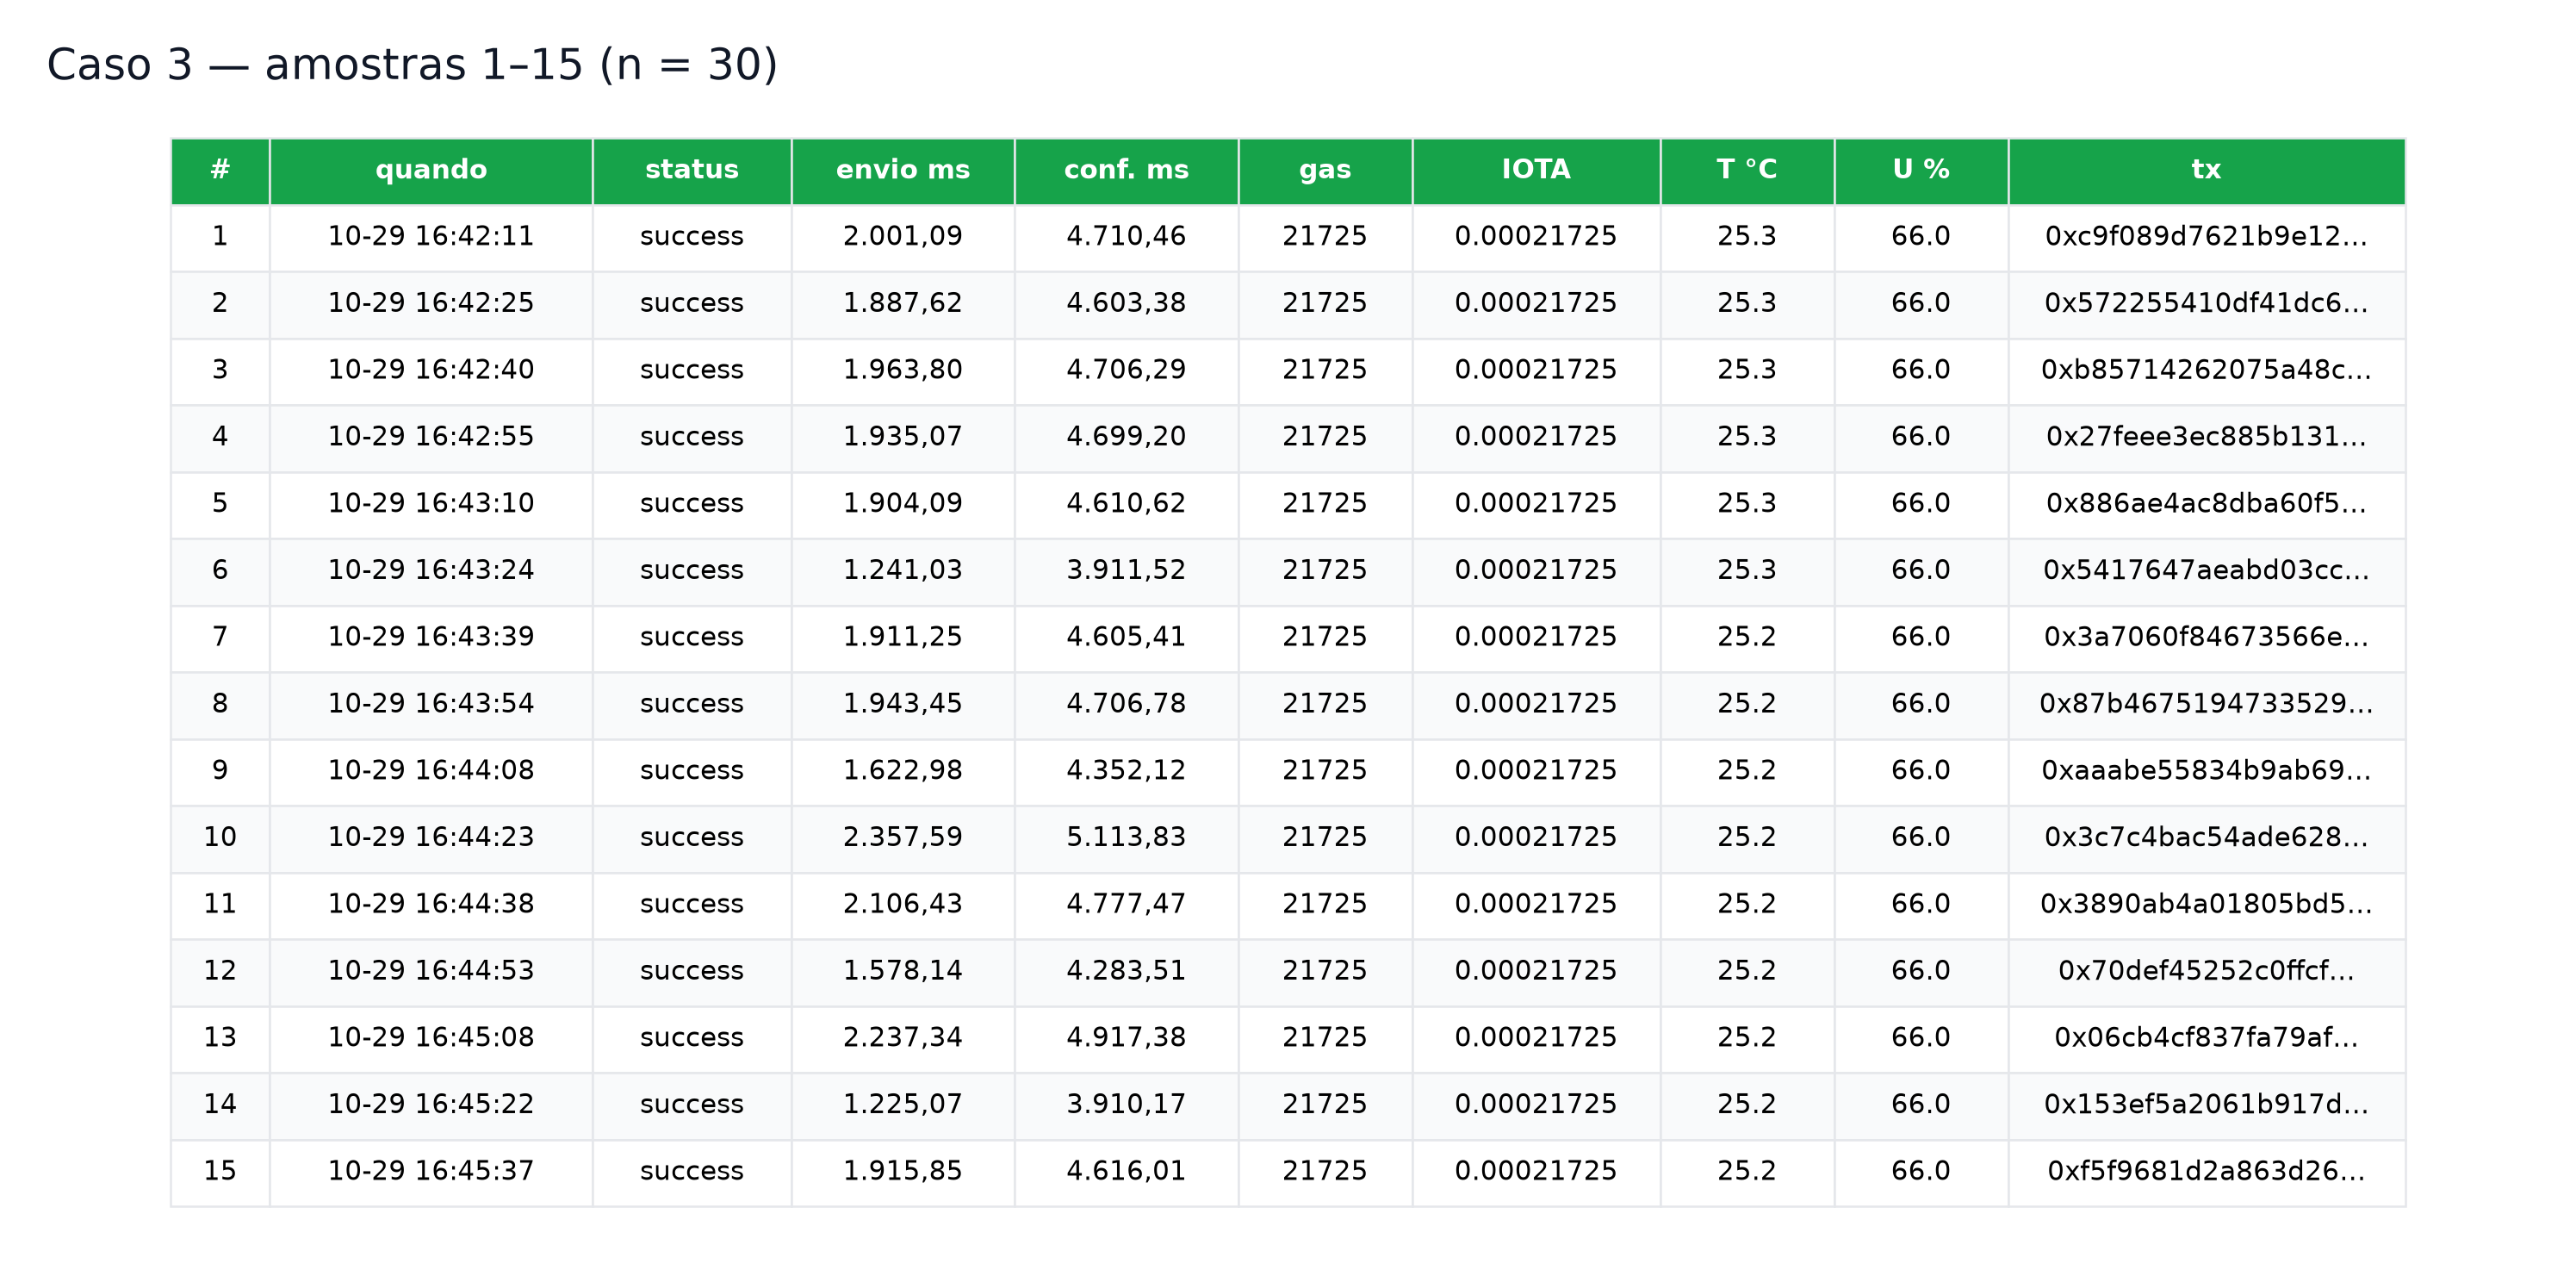 Caso 3 — amostras 1–15 (n = 30)
# quando status envio ms conf. ms gas IOTA T °C U % tx
1 10-29 16:42:11 success 2.001,09 4.710,46 21725 0.00021725 25.3 66.0 0xc9f089d7621b9e12...
2 10-29 16:42:25 success 1.887,62 4.603,38 21725 0.00021725 25.3 66.0 0x572255410df41dc6...
3 10-29 16:42:40 success 1.963,80 4.706,29 21725 0.00021725 25.3 66.0 0xb85714262075a48c...
4 10-29 16:42:55 success 1.935,07 4.699,20 21725 0.00021725 25.3 66.0 0x27feee3ec885b131...
5 10-29 16:43:10 success 1.904,09 4.610,62 21725 0.00021725 25.3 66.0 0x886ae4ac8dba60f5...
6 10-29 16:43:24 success 1.241,03 3.911,52 21725 0.00021725 25.3 66.0 0x5417647aeabd03cc...
7 10-29 16:43:39 success 1.911,25 4.605,41 21725 0.00021725 25.2 66.0 0x3a7060f84673566e...
8 10-29 16:43:54 success 1.943,45 4.706,78 21725 0.00021725 25.2 66.0 0x87b4675194733529...
9 10-29 16:44:08 success 1.622,98 4.352,12 21725 0.00021725 25.2 66.0 0xaaabe55834b9ab69...
10 10-29 16:44:23 success 2.357,59 5.113,83 21725 0.00021725 25.2 66.0 0x3c7c4bac54ade628...
11 10-29 16:44:38 success 2.106,43 4.777,47 21725 0.00021725 25.2 66.0 0x3890ab4a01805bd5...
12 10-29 16:44:53 success 1.578,14 4.283,51 21725 0.00021725 25.2 66.0 0x70def45252c0ffcf...
13 10-29 16:45:08 success 2.237,34 4.917,38 21725 0.00021725 25.2 66.0 0x06cb4cf837fa79af...
14 10-29 16:45:22 success 1.225,07 3.910,17 21725 0.00021725 25.2 66.0 0x153ef5a2061b917d...
15 10-29 16:45:37 success 1.915,85 4.616,01 21725 0.00021725 25.2 66.0 0xf5f9681d2a863d26...